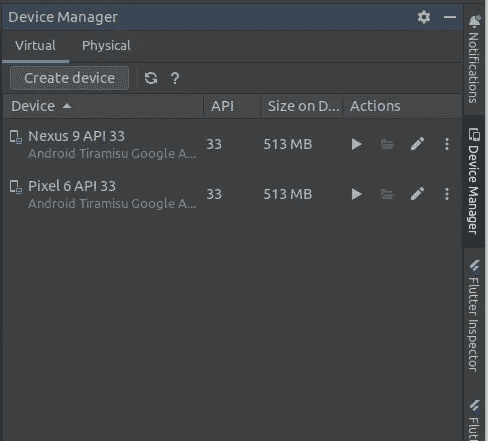 Device Manager
Virtual Physical
Create device ?
Device API Size on D... Actions
Nexus 9 API 33 33 513 MB
Android Tiramisu Google A...
Pixel 6 API 33 33 513 MB
Android Tiramisu Google A...
Notifications
Device Manager
Flutter Inspector
Flut